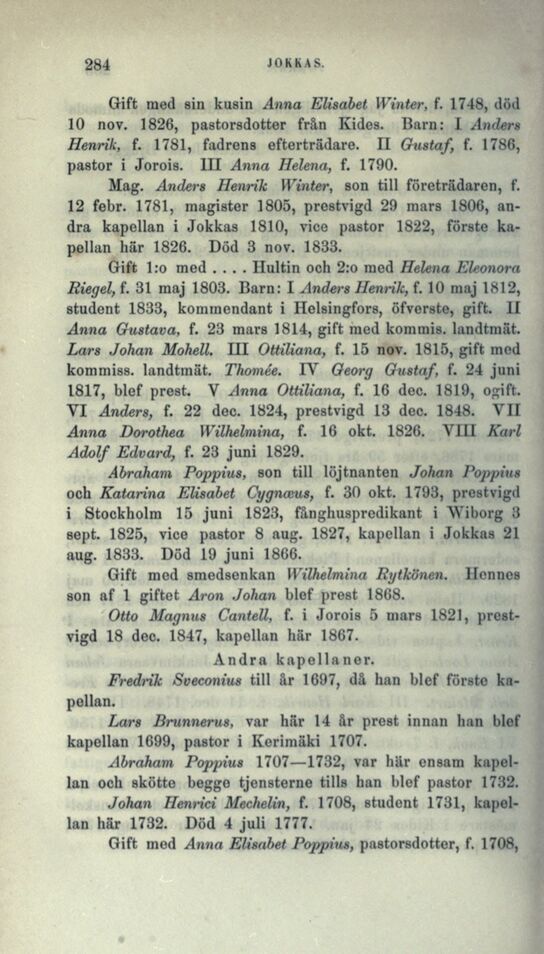 284 JOKKAS.
Gift med sin kusin Anna Elisabet Winter, f. 1748, död
10 nov. 1826, pastorsdotter från Kides. Barn: I Anders
Henrik, f. 1781, fadrens efterträdare. II Gustaf, f. 1786,
pastor i Jorois. III Anna Helena, f. 1790.
Mag. Anders Henrik Winter, son till företrädaren, f.
12 febr. 1781, magister 1805, prestvigd 29 mars 1806, an-
dra kapellan i Jokkas 1810, vice pastor 1822, förste ka-
pellan här 1826. Död 3 nov. 1833.
Gift 1:o med .... Hultin och 2:o med Helena Eleonora
Riegel, f. 31 maj 1803. Barn: I Anders Henrik, f. 10 maj 1812,
student 1833, kommendant i Helsingfors, öfverste, gift. II
Anna Gustava, f. 23 mars 1814, gift med kommis. landtmät.
Lars Johan Mohell. III Ottiliana, f. 15 nov. 1815, gift med
kommiss. landtmät. Thomée. IV Georg Gustaf, f. 24 juni
1817, blef prest. V Anna Ottiliana, f. 16 dec. 1819, ogift.
VI Anders, f. 22 dec. 1824, prestvigd 13 dec. 1848. VII
Anna Dorothea Wilhelmina, f. 16 okt. 1826. VIII Karl
Adolf Edvard, f. 23 juni 1829.
Abraham Poppius, son till löjtnanten Johan Poppius
och Katarina Elisabet Cygnæus, f. 30 okt. 1793, prestvigd
i Stockholm 15 juni 1823, fånghuspredikant i Wiborg 3
sept. 1825, vice pastor 8 aug. 1827, kapellan i Jokkas 21
aug. 1833. Död 19 juni 1866.
Gift med smedsenkan Wilhelmina Rytkönen. Hennes
son af 1 giftet Aron Johan blef prest 1868.
Otto Magnus Cantell, f. i Jorois 5 mars 1821, prest-
vigd 18 dec. 1847, kapellan här 1867.
Andra kapellaner.
Fredrik Sveconius till år 1697, då han blef förste ka-
pellan.
Lars Brunnerus, var här 14 år prest innan han blef
kapellan 1699, pastor i Kerimäki 1707.
Abraham Poppius 1707—1732, var här ensam kapel-
lan och skötte begge tjensterne tills han blef pastor 1732.
Johan Henrici Mechelin, f. 1708, student 1731, kapel-
lan här 1732. Död 4 juli 1777.
Gift med Anna Elisabet Poppius, pastorsdotter, f. 1708,